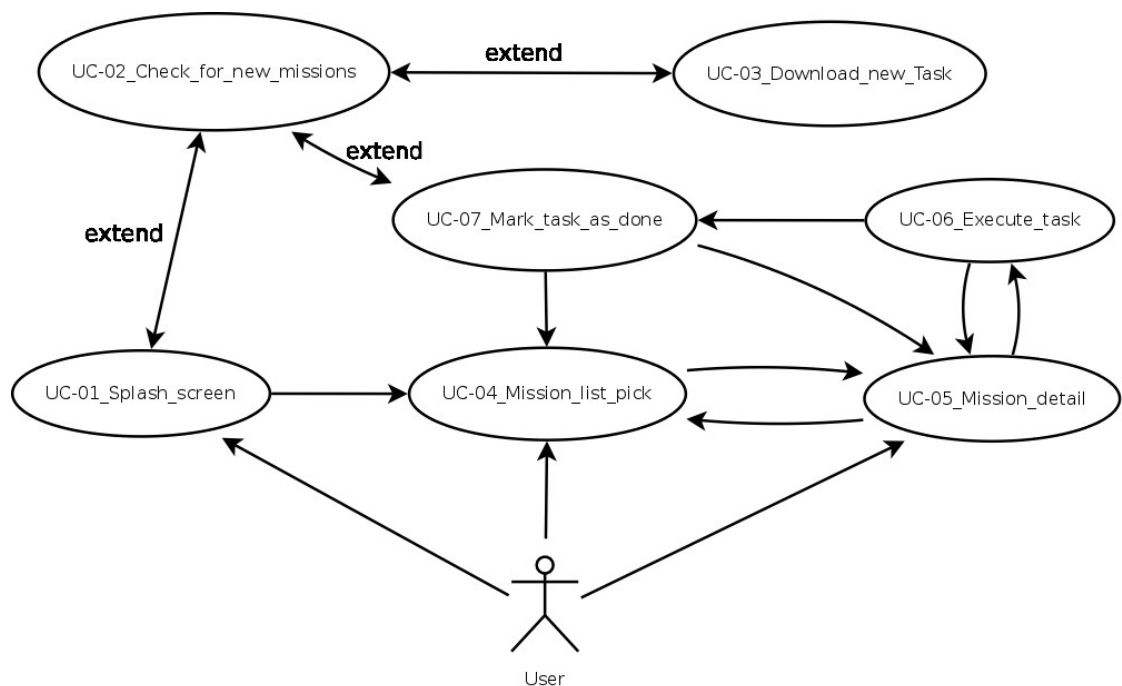 extend
UC-02_Check_for_new_missions
UC-03_Download_new_Task
extend
UC-07_Mark_task_as_done
UC-06_Execute_task
extend
UC-01_Splash_screen
UC-04_Mission_list_pick
UC-05_Mission_detail
User